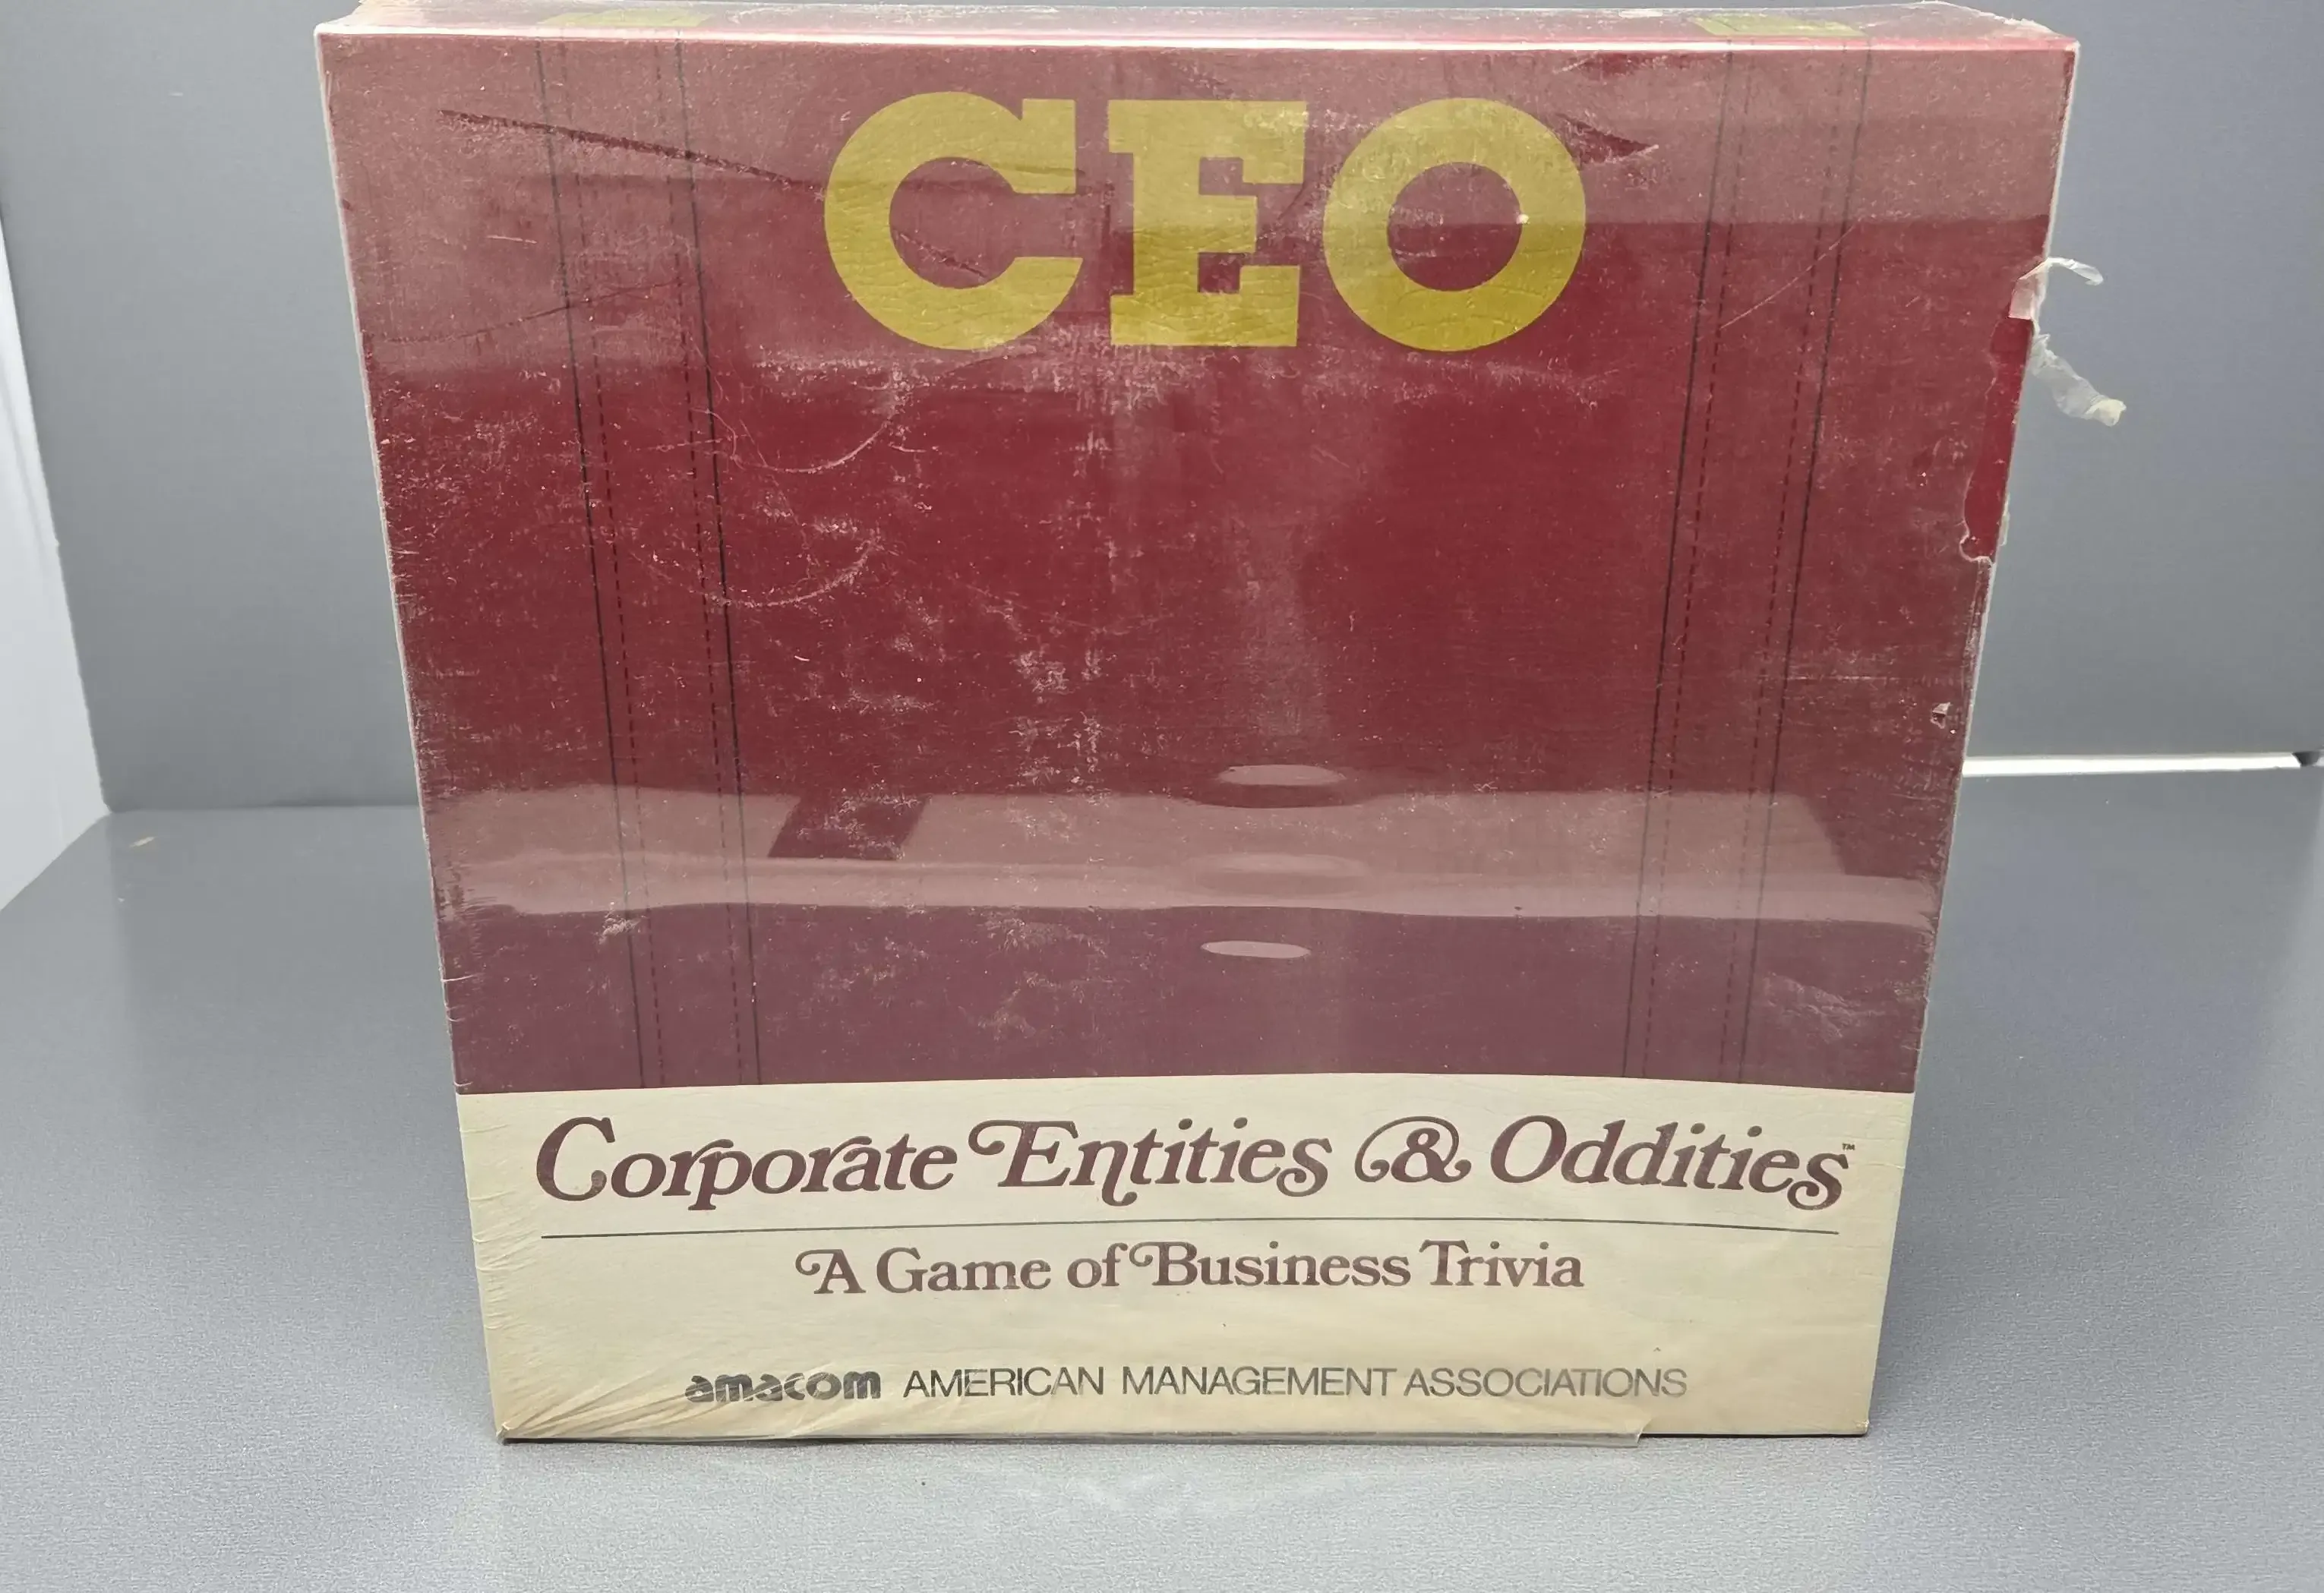 CEO
Corporate Entities & Oddities™
A Game of Business Trivia
amacom AMERICAN MANAGEMENT ASSOCIATIONS